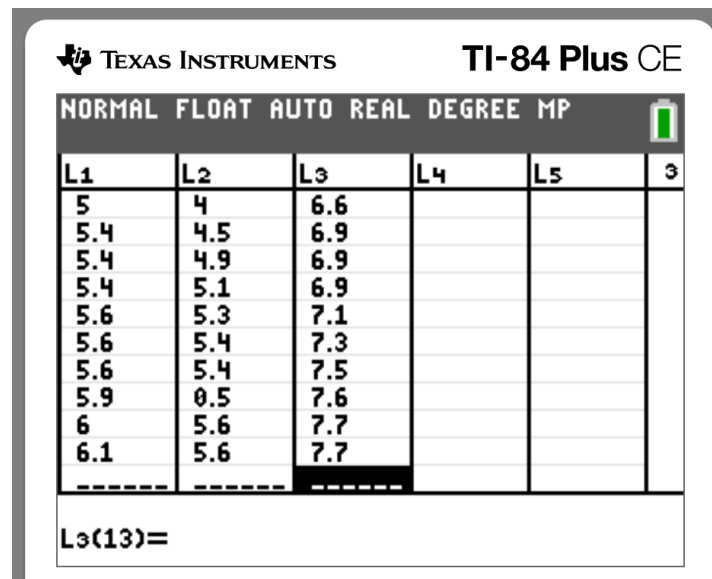 TEXAS INSTRUMENTS TI-84 Plus CE
NORMAL FLOAT AUTO REAL DEGREE MP
L1 L2 L3 L4 L5 3
5 4 6.6
5.4 4.5 6.9
5.4 4.9 6.9
5.4 5.1 6.9
5.6 5.3 7.1
5.6 5.4 7.3
5.6 5.4 7.5
5.9 0.5 7.6
6 5.6 7.7
6.1 5.6 7.7
------ ------ ------
L3(13)=